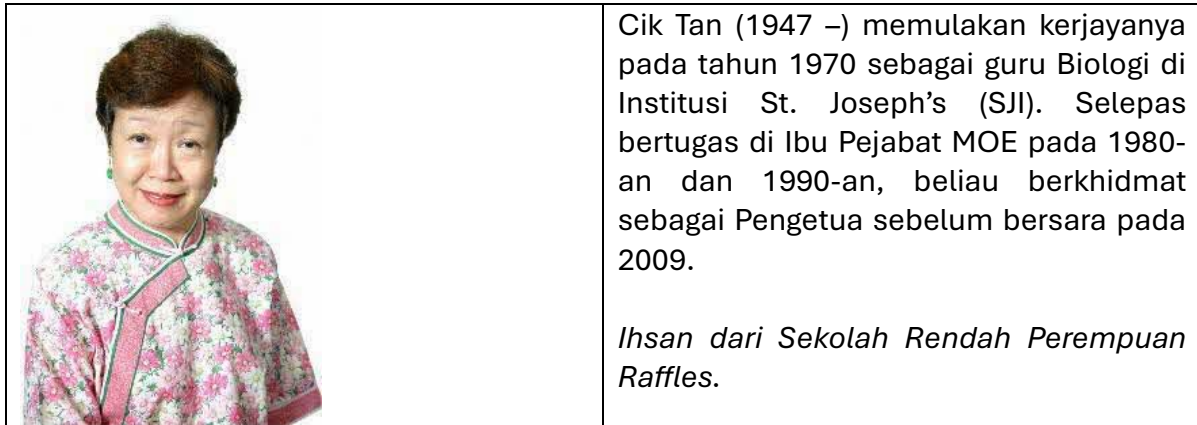 Cik Tan (1947 –) memulakan kerjayanya
pada tahun 1970 sebagai guru Biologi di
Institusi St. Joseph's (SJI). Selepas
bertugas di Ibu Pejabat MOE pada 1980-
an dan 1990-an, beliau berkhidmat
sebagai Pengetua sebelum bersara pada
2009.
Ihsan dari Sekolah Rendah Perempuan
Raffles.